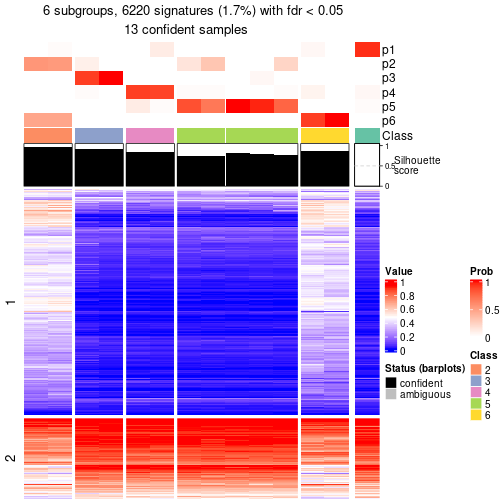 6 subgroups, 6220 signatures (1.7%) with fdr < 0.05
13 confident samples
p1
p2
p3
p4
p5
p6
Class
1
0.5
0
Silhouette
score
1
2
Value
1
0.8
0.6
0.4
0.2
0
Status (barplots)
confident
ambiguous
Prob
1
0.5
0
Class
2
3
4
5
6